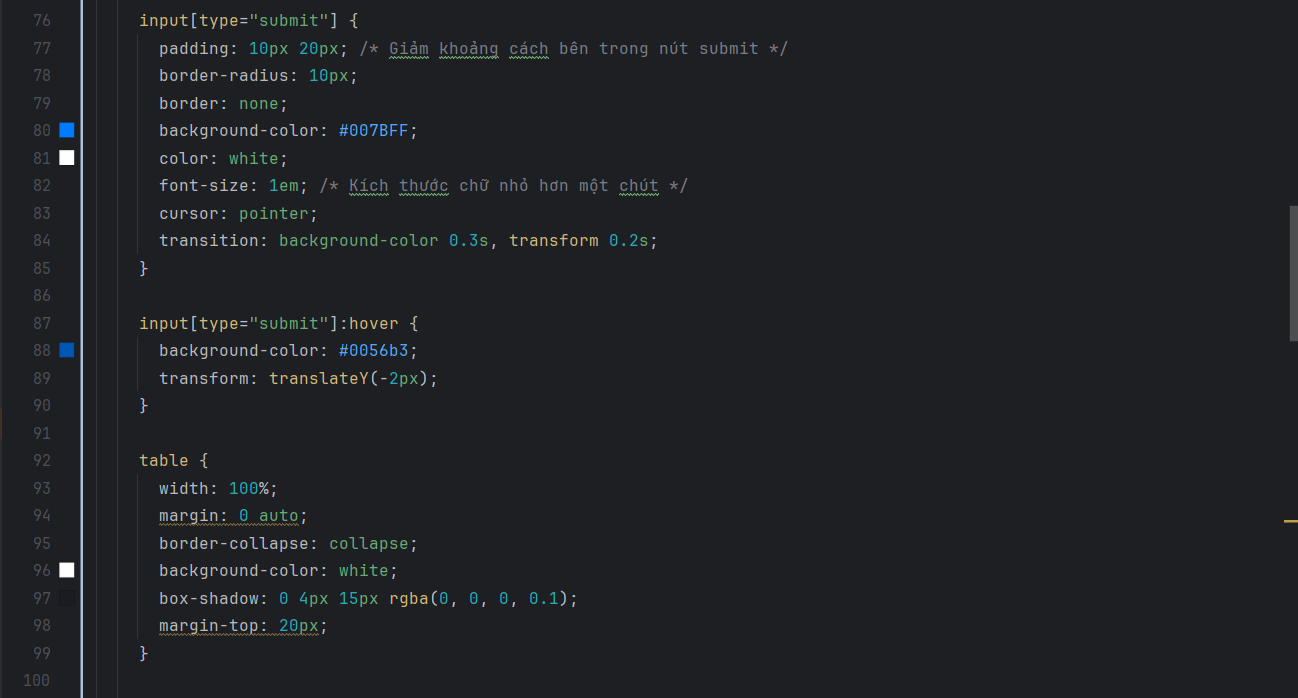 76 input[type="submit"] {
77 padding: 10px 20px; /* Giảm khoảng cách bên trong nút submit */
78 border-radius: 10px;
79 border: none;
80 background-color: #007BFF;
81 color: white;
82 font-size: 1em; /* Kích thước chữ nhỏ hơn một chút */
83 cursor: pointer;
84 transition: background-color 0.3s, transform 0.2s;
85 }
86
87 input[type="submit"]:hover {
88 background-color: #0056b3;
89 transform: translateY(-2px);
90 }
91
92 table {
93 width: 100%;
94 margin: 0 auto;
95 border-collapse: collapse;
96 background-color: white;
97 box-shadow: 0 4px 15px rgba(0, 0, 0, 0.1);
98 margin-top: 20px;
99 }
100